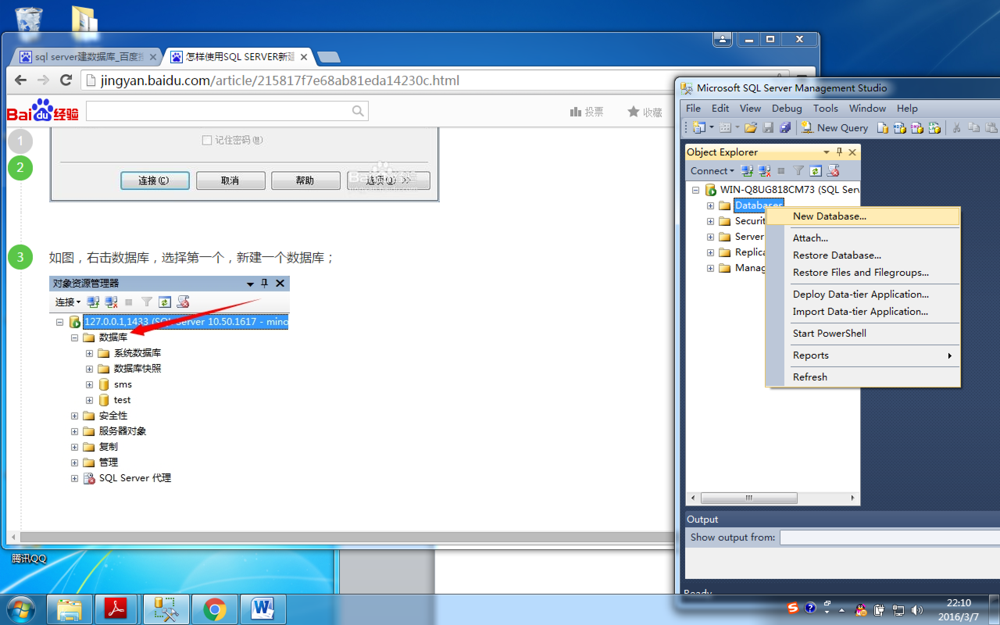 sql server建数据库_百度搜
怎样使用SQL SERVER新建
jingyan.baidu.com/article/215817f7e68ab81eda14230c.html
Baidu经验
投票
收藏
1
记住密码(M)
2
连接(C)
取消
帮助
选项(O) >>
3
如图，右击数据库，选择第一个，新建一个数据库；
对象资源管理器
连接
127.0.0.1,1433 (SQL Server 10.50.1617 - mino
数据库
系统数据库
数据库快照
sms
test
安全性
服务器对象
复制
管理
SQL Server 代理
Microsoft SQL Server Management Studio
File Edit View Debug Tools Window Help
New Query
Object Explorer
Connect
WIN-Q8UG818CM73 (SQL Serv
Databases
Securit
Server
Replica
Manag
New Database...
Attach...
Restore Database...
Restore Files and Filegroups...
Deploy Data-tier Application...
Import Data-tier Application...
Start PowerShell
Reports
Refresh
Output
Show output from:
Ready
腾讯QQ
22:10
2016/3/7